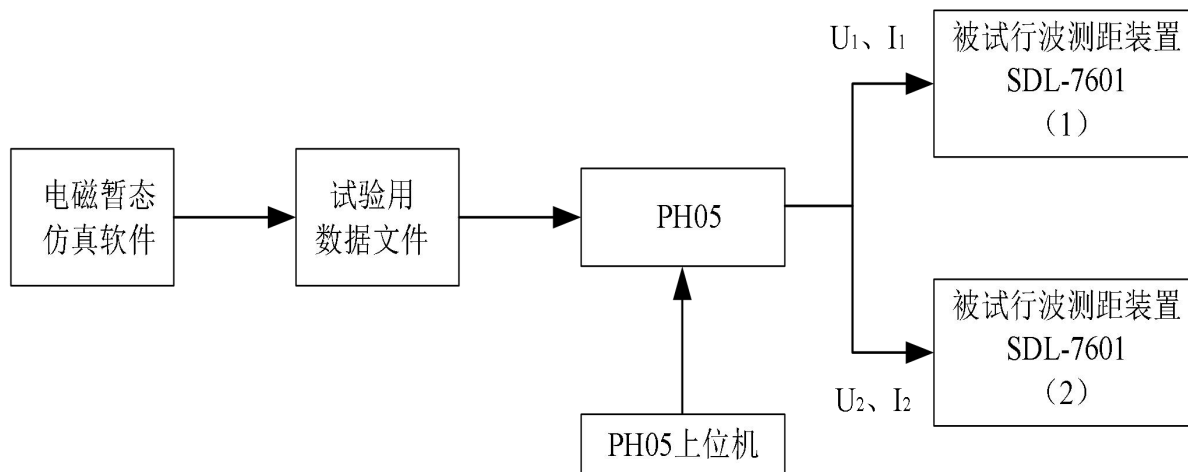 U₁、I₁
被试行波测距装置
SDL-7601
（1）
电磁暂态
仿真软件
试验用
数据文件
PH05
被试行波测距装置
SDL-7601
（2）
U₂、I₂
PH05上位机